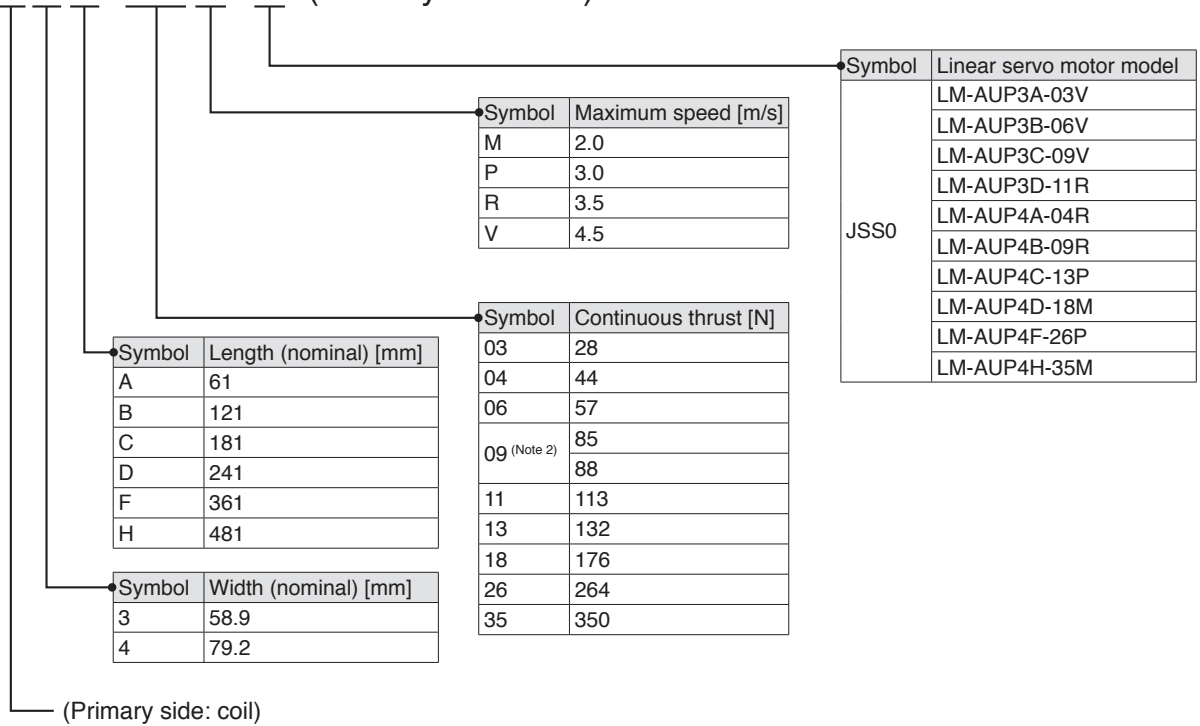 Symbol Linear servo motor model
JSS0
LM-AUP3A-03V
LM-AUP3B-06V
LM-AUP3C-09V
LM-AUP3D-11R
LM-AUP4A-04R
LM-AUP4B-09R
LM-AUP4C-13P
LM-AUP4D-18M
LM-AUP4F-26P
LM-AUP4H-35M
Symbol Maximum speed [m/s]
M 2.0
P 3.0
R 3.5
V 4.5
Symbol Continuous thrust [N]
03 28
04 44
06 57
09 (Note 2) 85
88
11 113
13 132
18 176
26 264
35 350
Symbol Length (nominal) [mm]
A 61
B 121
C 181
D 241
F 361
H 481
Symbol Width (nominal) [mm]
3 58.9
4 79.2
(Primary side: coil)